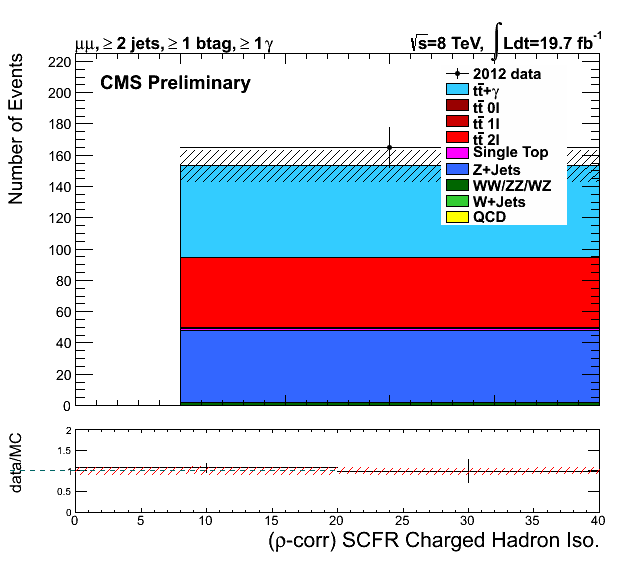 μμ, ≥ 2 jets, ≥ 1 btag, ≥ 1γ
√s=8 TeV, ∫Ldt=19.7 fb⁻¹
CMS Preliminary
Number of Events
220
200
180
160
140
120
100
80
60
40
20
0
2012 data
tt̄+γ
tt̄ 0l
tt̄ 1l
tt̄ 2l
Single Top
Z+Jets
WW/ZZ/WZ
W+Jets
QCD
data/MC
2
1.5
1
0.5
0
0 5 10 15 20 25 30 35 40
(ρ-corr) SCFR Charged Hadron Iso.